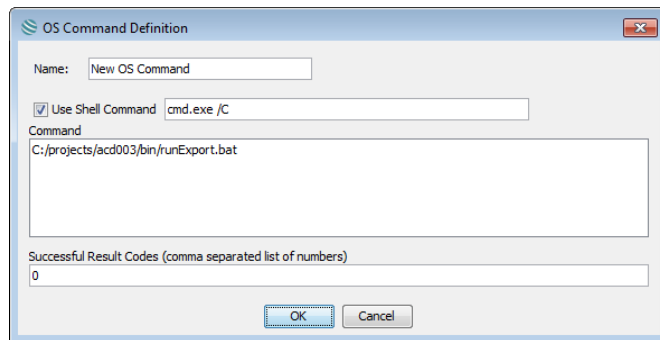 OS Command Definition
Name: New OS Command
Use Shell Command cmd.exe /C
Command
C:/projects/acd003/bin/runExport.bat
Successful Result Codes (comma separated list of numbers)
0
OK Cancel